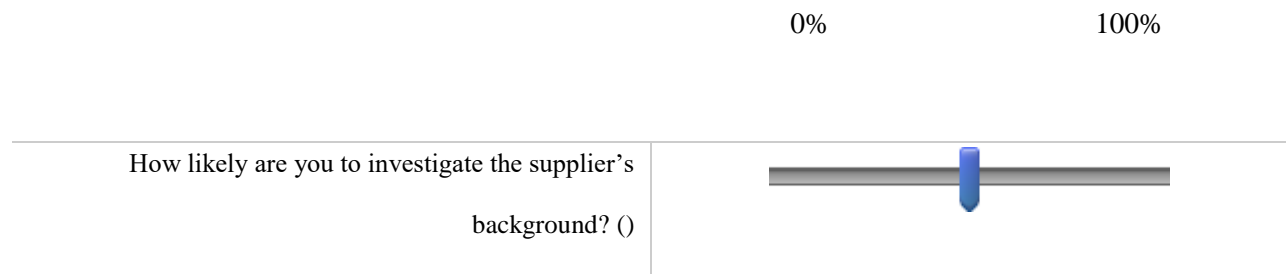 0% 100%
How likely are you to investigate the supplier’s
background? ()